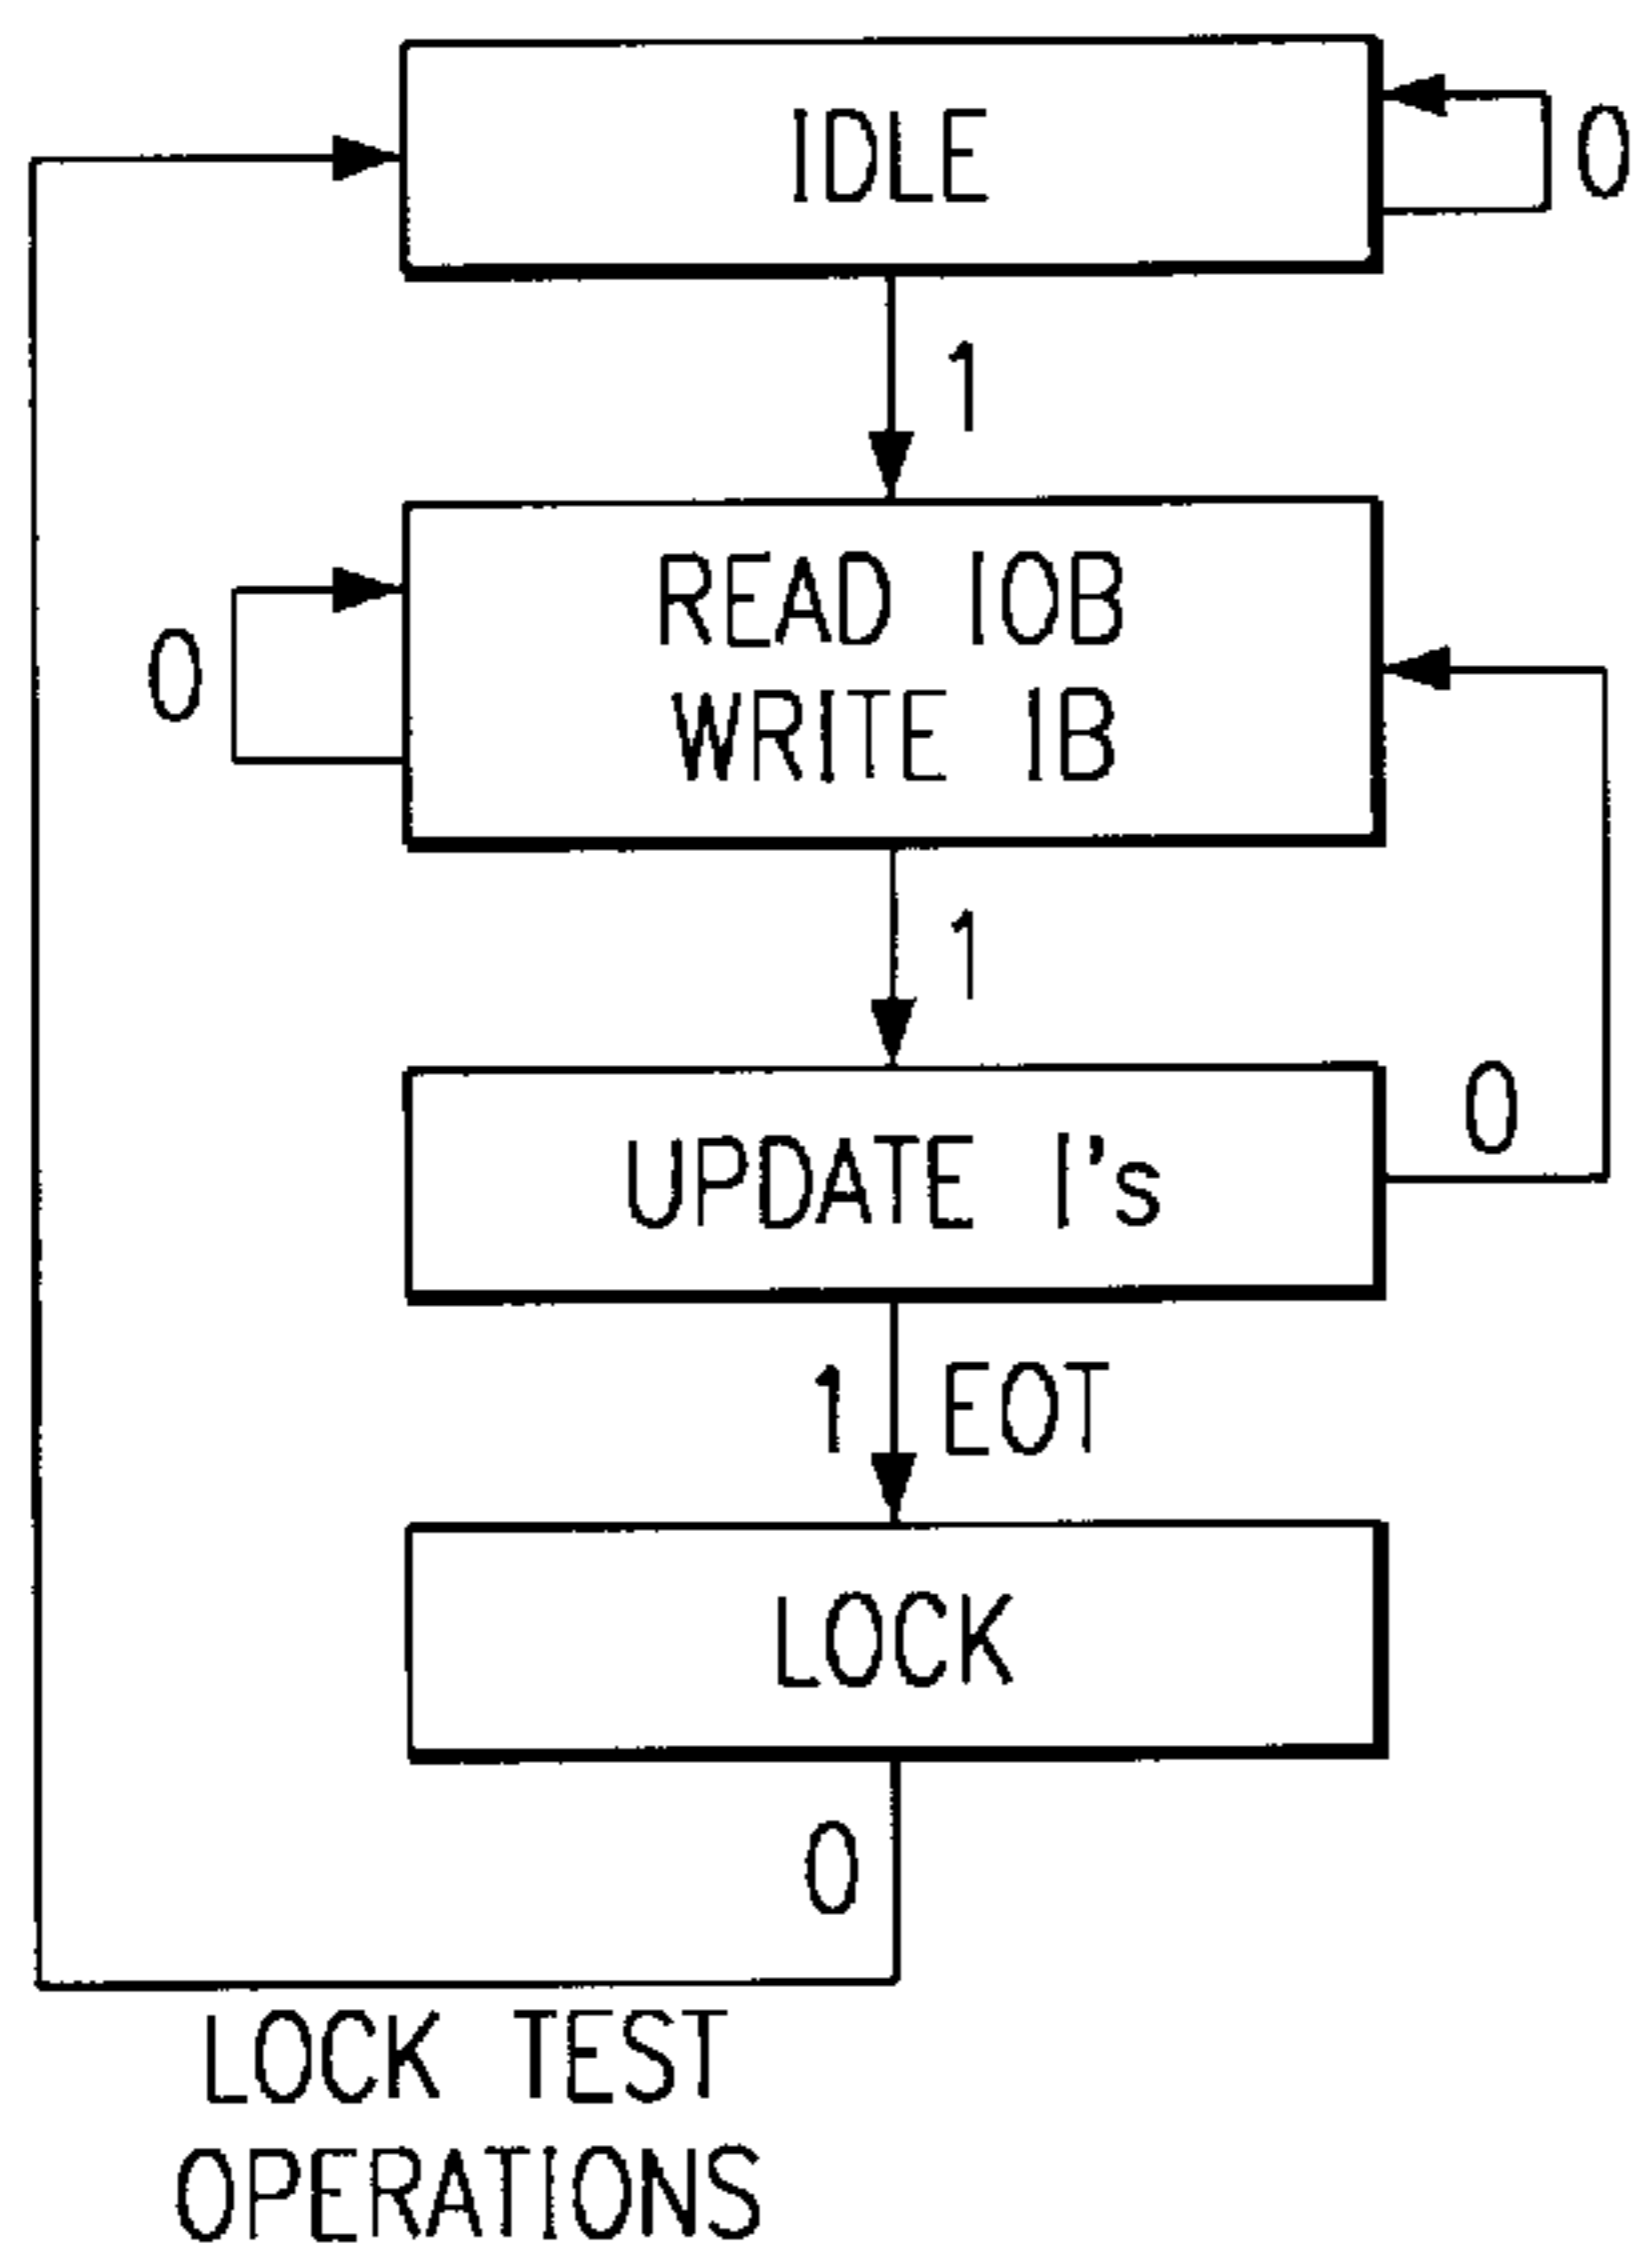 IDLE
0
1
READ IOB
WRITE IB
0
1
UPDATE I's
0
1 EOT
LOCK
0
LOCK TEST
OPERATIONS